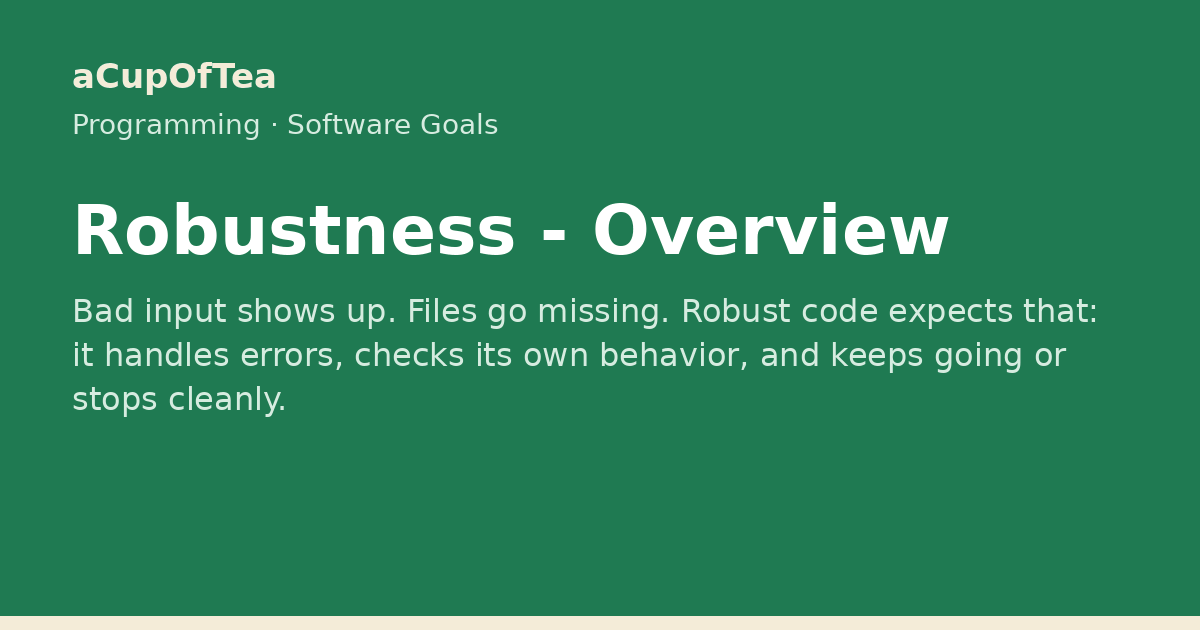 aCupOfTea
Programming · Software Goals
Robustness - Overview
Bad input shows up. Files go missing. Robust code expects that:
it handles errors, checks its own behavior, and keeps going or
stops cleanly.